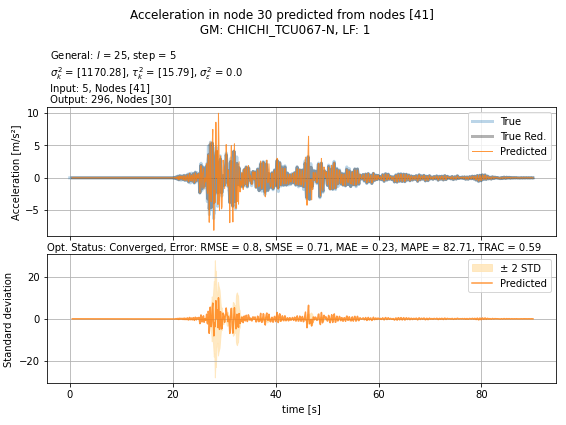 Acceleration in node 30 predicted from nodes [41]
GM: CHICHI_TCU067-N, LF: 1
General: l = 25, step = 5
σ²ₖ = [1170.28], τ²ₖ = [15.79], σ²ε = 0.0
Input: 5, Nodes [41]
Output: 296, Nodes [30]
Acceleration [m/s²]
10
5
0
−5
True
True Red.
Predicted
Opt. Status: Converged, Error: RMSE = 0.8, SMSE = 0.71, MAE = 0.23, MAPE = 82.71, TRAC = 0.59
Standard deviation
20
0
−20
± 2 STD
Predicted
0 20 40 60 80
time [s]